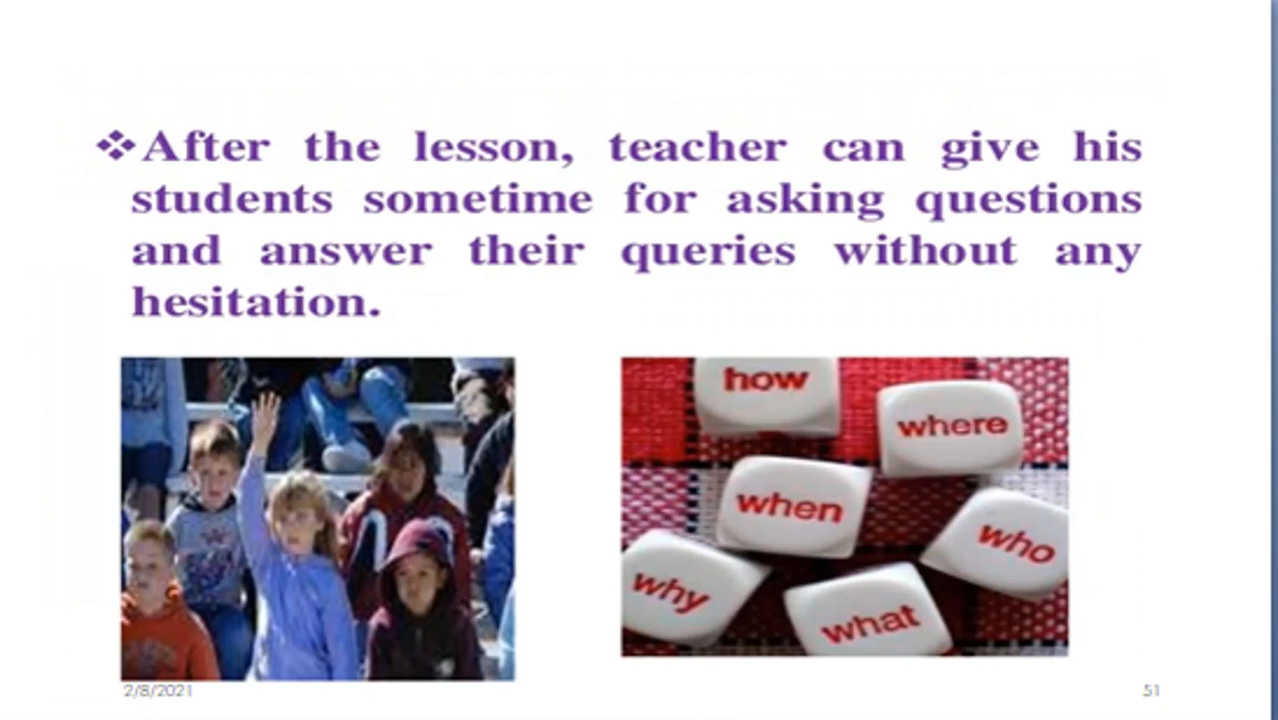 ❖After the lesson, teacher can give his
students sometime for asking questions
and answer their queries without any
hesitation.
how
where
when
who
why
what
2/8/2021
51